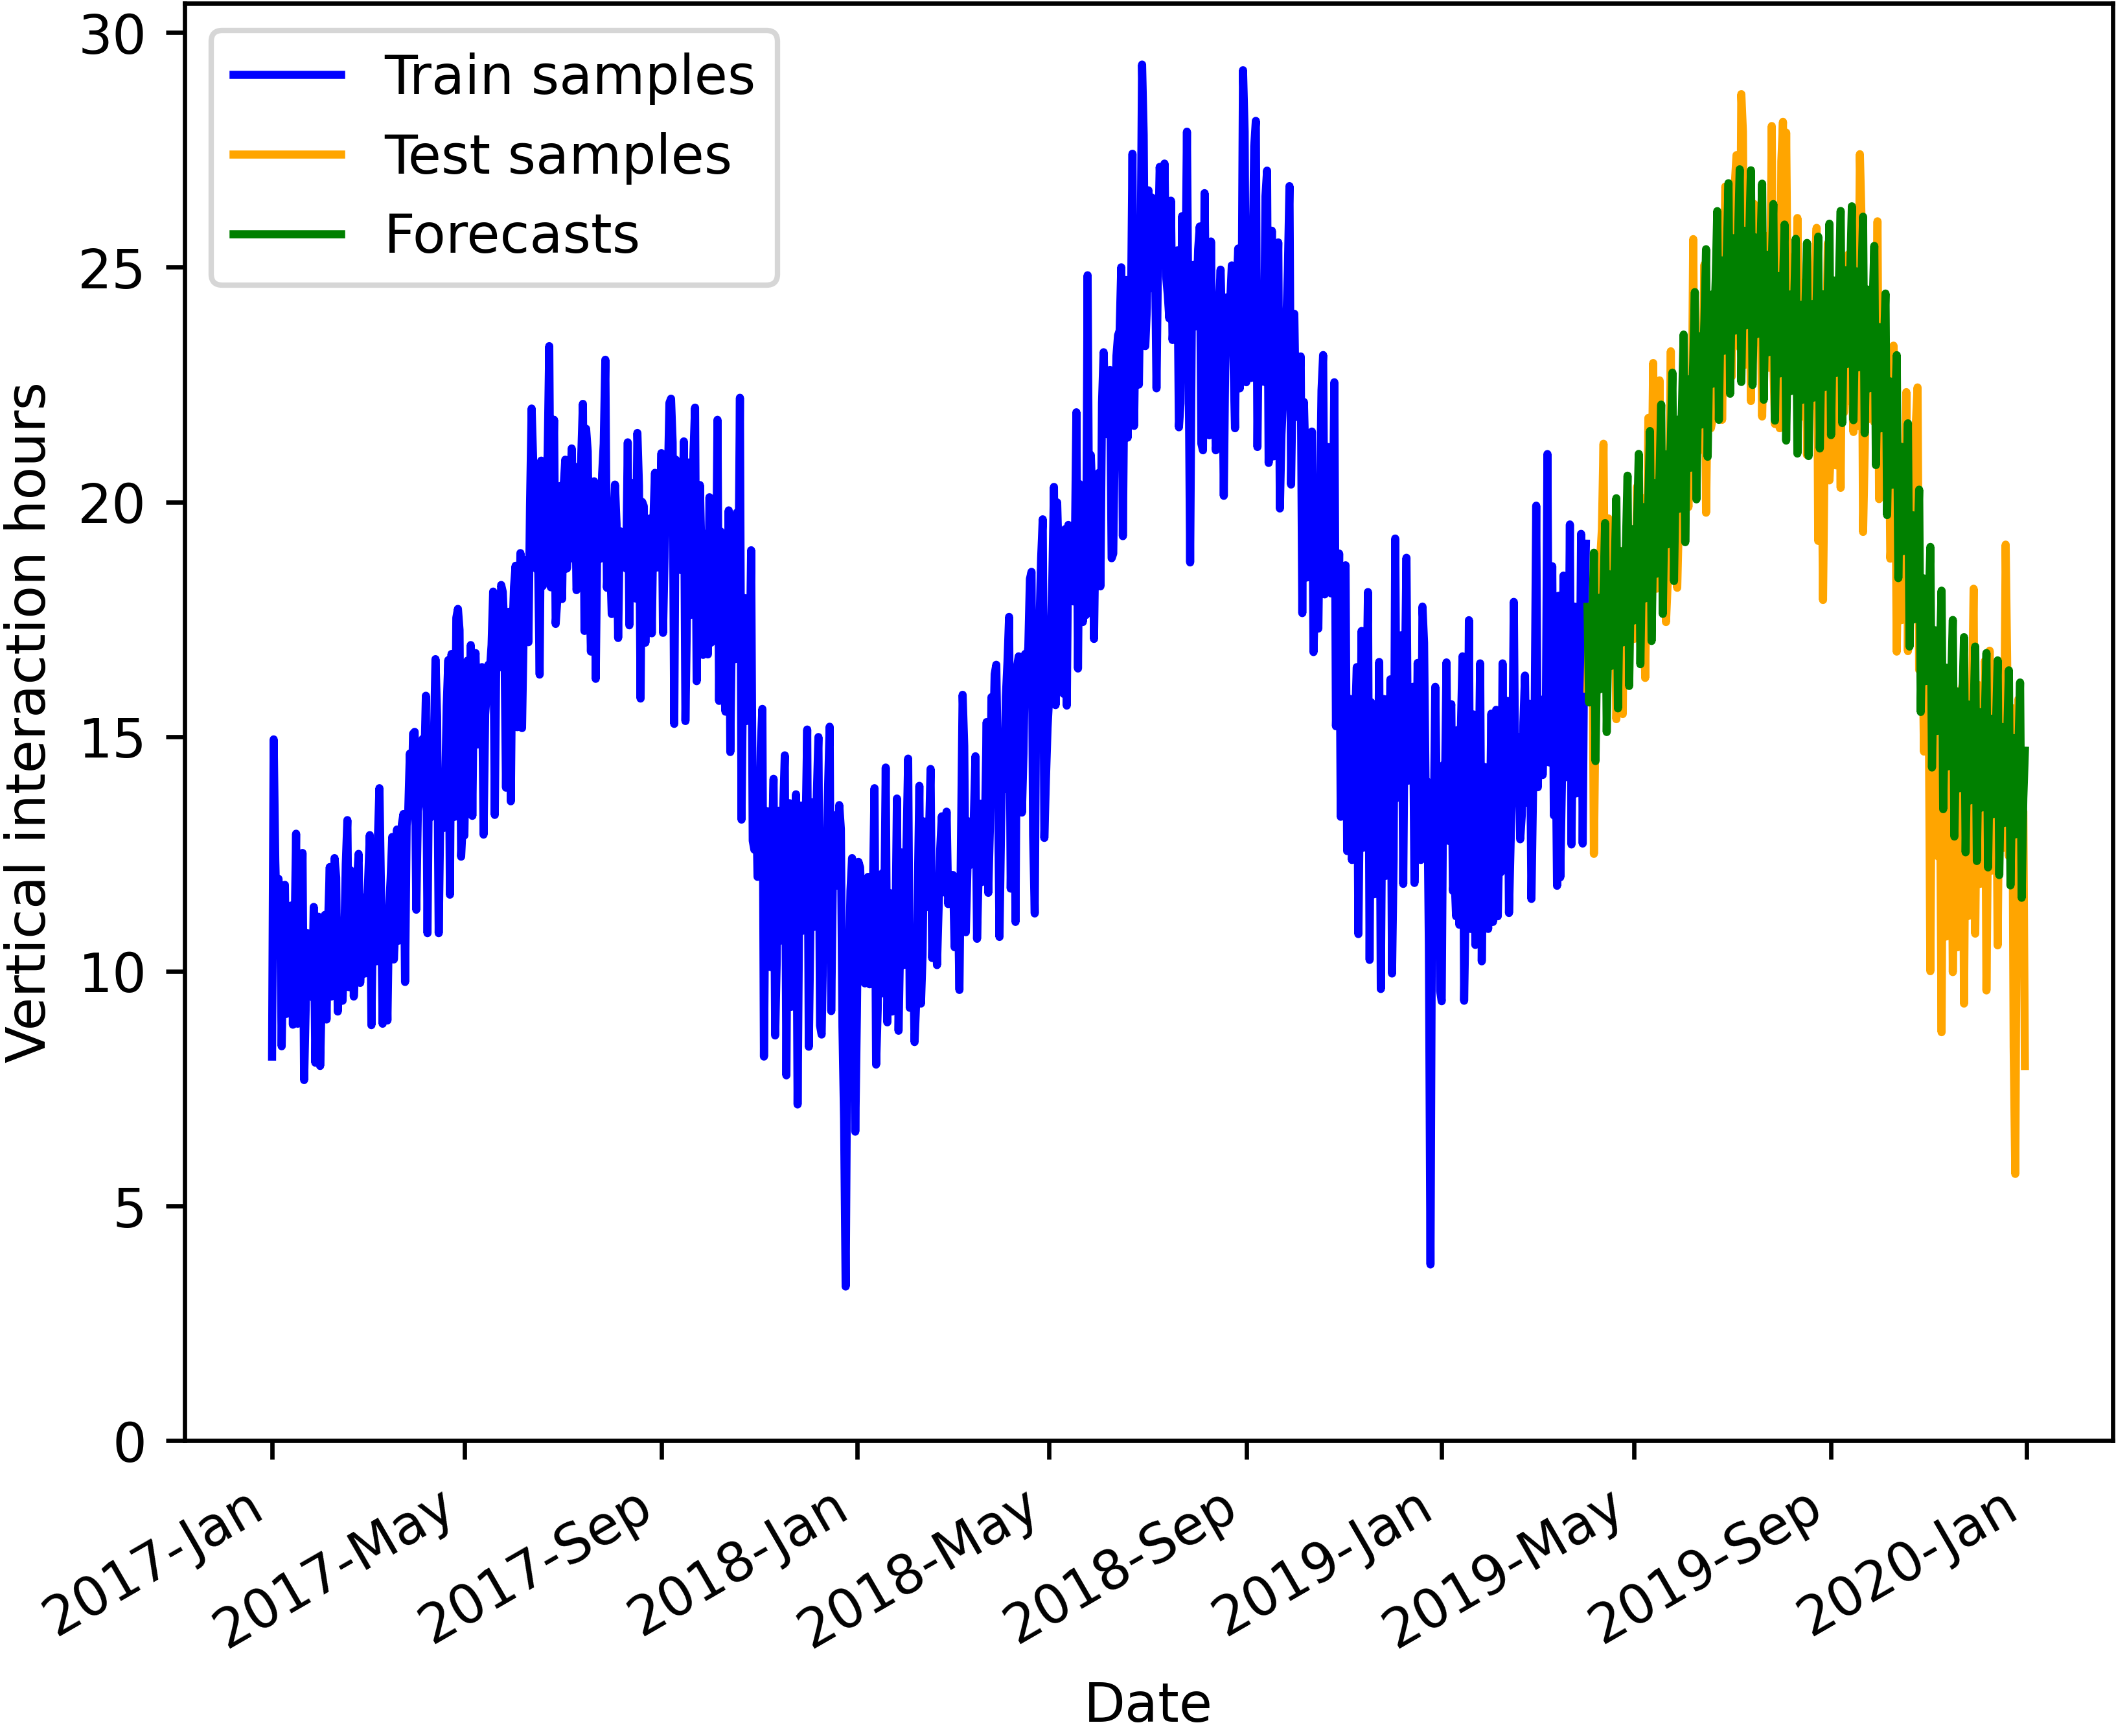 Vertical interaction hours
30
25
20
15
10
5
0
Train samples
Test samples
Forecasts
2017-Jan
2017-May
2017-Sep
2018-Jan
2018-May
2018-Sep
2019-Jan
2019-May
2019-Sep
2020-Jan
Date